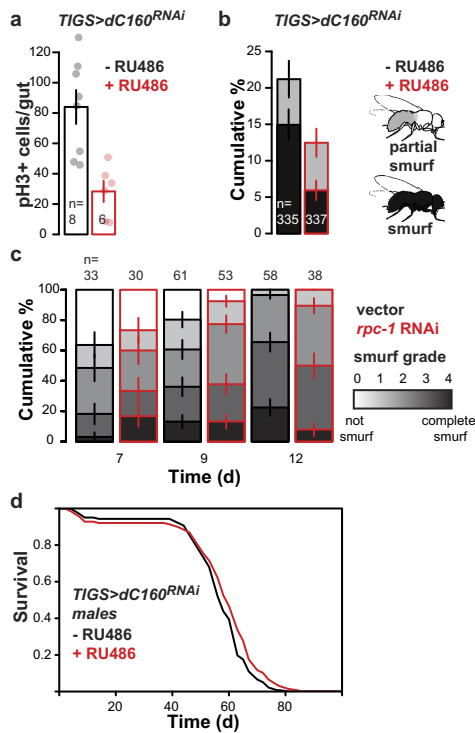 a
TIGS>dC160RNAi
- RU486
+ RU486
pH3+ cells/gut
120
100
80
60
40
20
0
n=
8
6
b
TIGS>dC160RNAi
- RU486
+ RU486
Cumulative %
25
20
15
10
5
0
n=
335
337
partial
smurf
smurf
c
n=
33
30
61
53
58
38
Cumulative %
100
80
60
40
20
0
7
9
12
Time (d)
vector
rpc-1 RNAi
smurf grade
0 1 2 3 4
not
smurf
complete
smurf
d
Survival
0.8
0.6
0.4
0.2
TIGS>dC160RNAi
males
- RU486
+ RU486
20
40
60
80
Time (d)